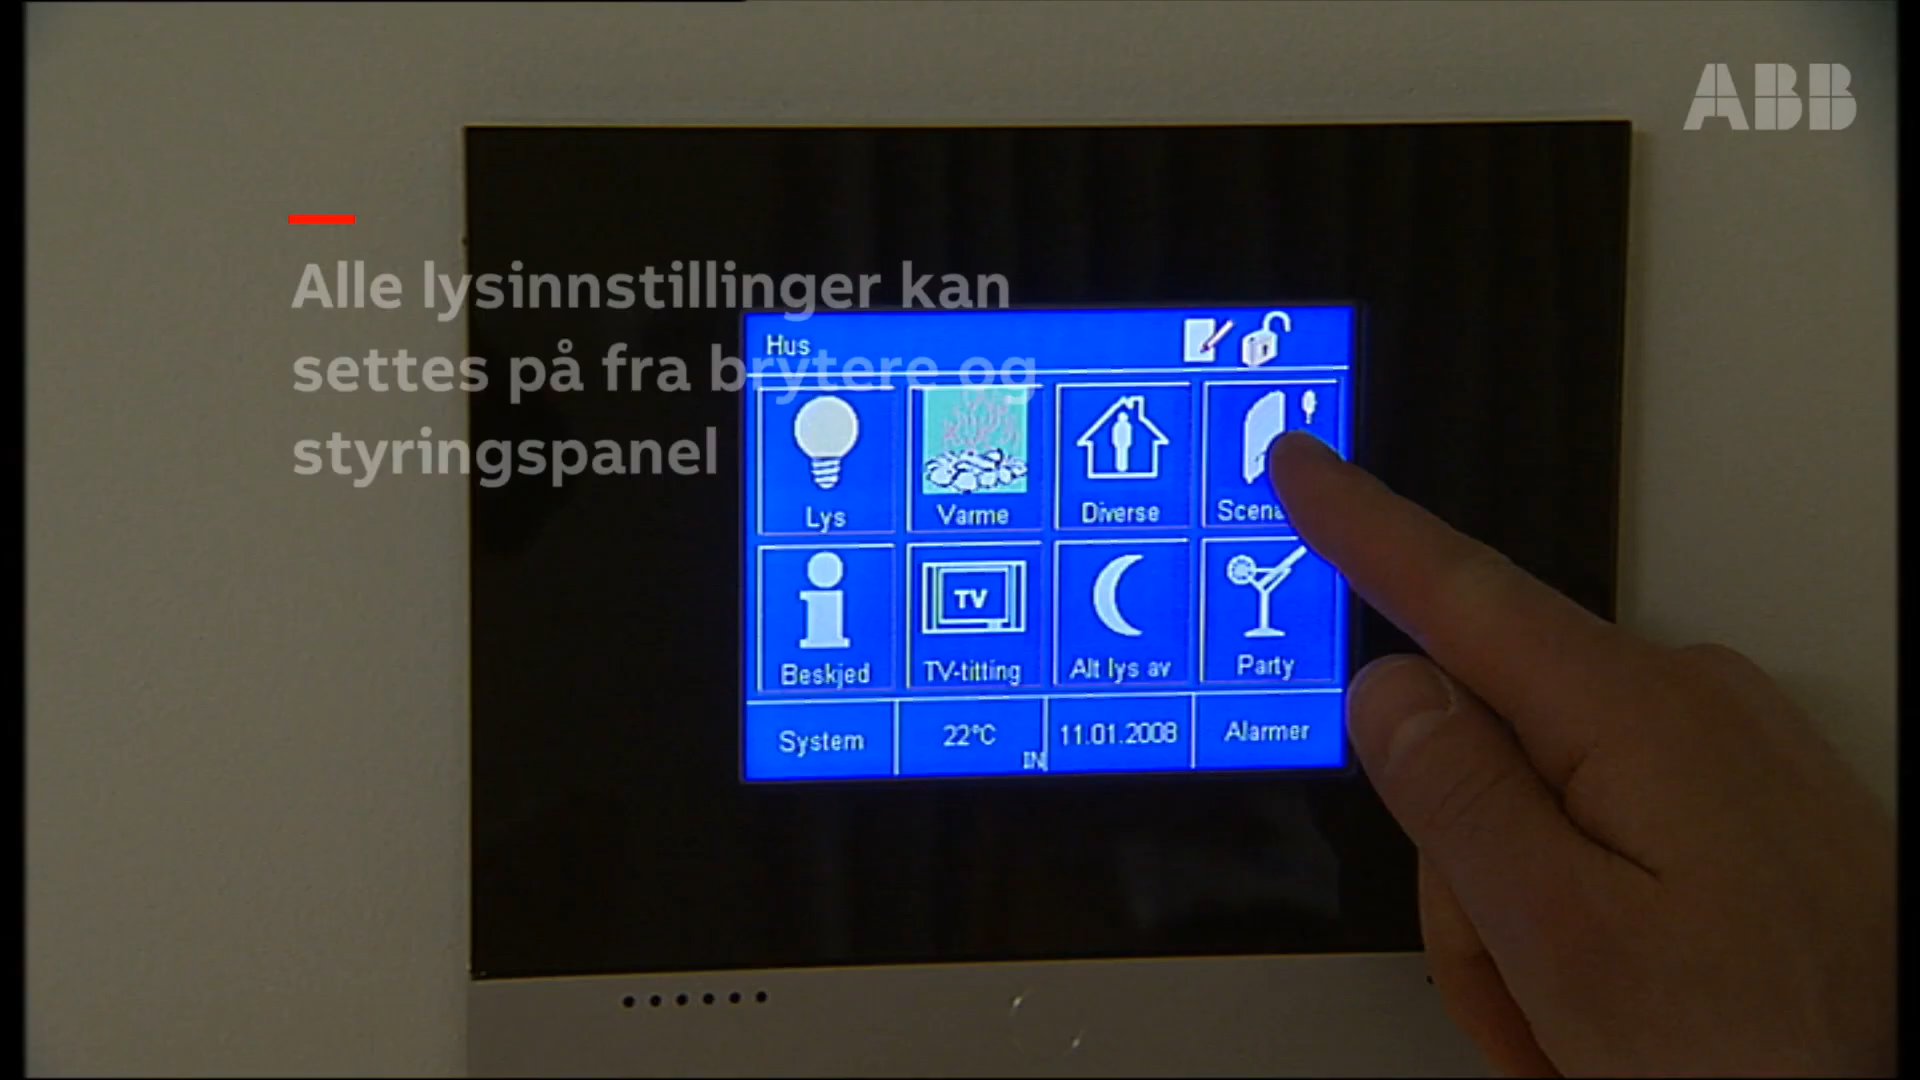 ABB
Alle lysinnstillinger kan
settes på fra brytere og
styringspanel
Hus
Lys
Varme
Diverse
Beskjed
TV
TV-titting
Alt lys av
Party
System
22°C
IN
11.01.2008
Alarmer